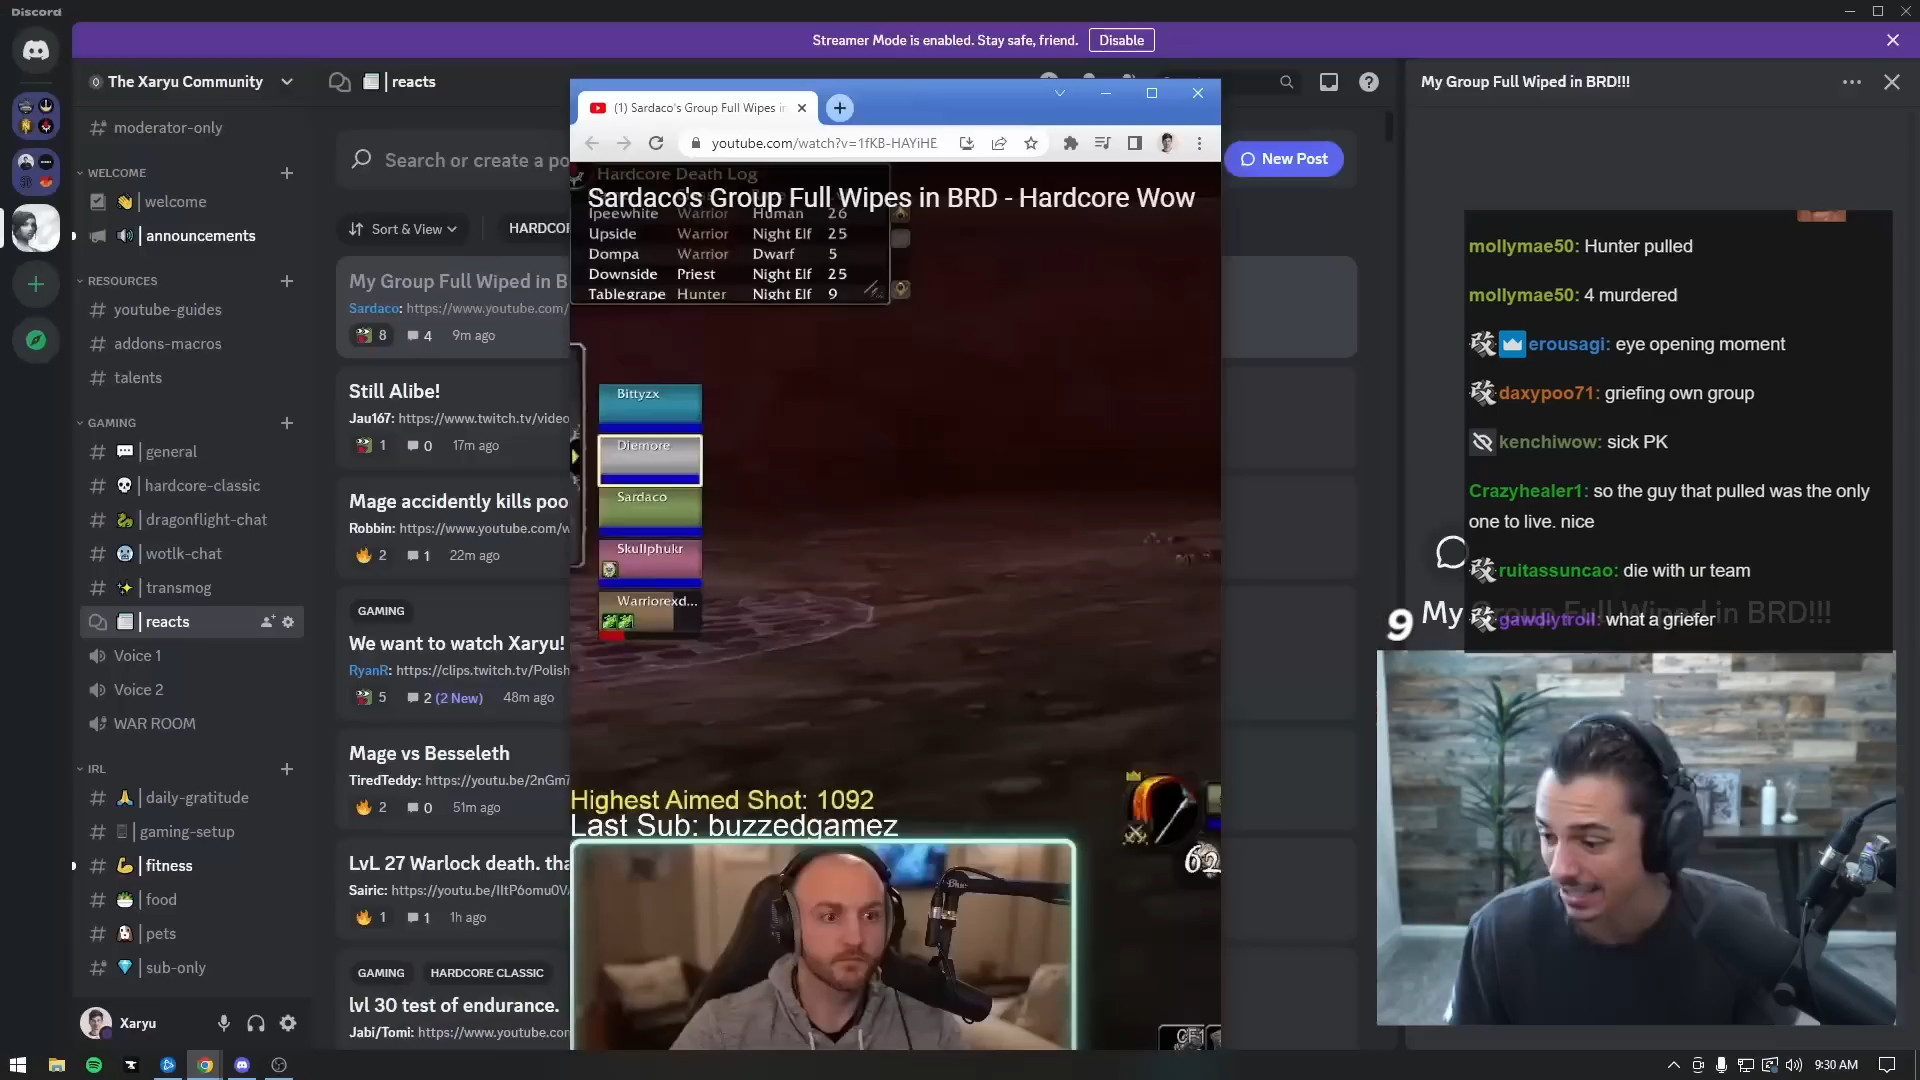 Discord
Streamer Mode is enabled. Stay safe, friend.
Disable
The Xaryu Community
moderator-only
WELCOME
welcome
announcements
RESOURCES
youtube-guides
addons-macros
talents
GAMING
general
hardcore-classic
dragonflight-chat
wotlk-chat
transmog
reacts
Voice 1
Voice 2
WAR ROOM
IRL
daily-gratitude
gaming-setup
fitness
food
pets
sub-only
Xaryu
reacts
Search or create a po
Sort & View
HARDCOR
New Post
My Group Full Wiped in B
Sardaco: https://www.youtube.com/
8 4 9m ago
Still Alibe!
Jau167: https://www.twitch.tv/video
1 0 17m ago
Mage accidently kills poo
Robbin: https://www.youtube.com/w
2 1 22m ago
GAMING
We want to watch Xaryu!
RyanR: https://clips.twitch.tv/Polish
5 2 (2 New) 48m ago
Mage vs Besseleth
TiredTeddy: https://youtu.be/2nGm7
2 0 51m ago
LvL 27 Warlock death. tha
Sairic: https://youtu.be/IItP6omu0V
1 1 1h ago
GAMING HARDCORE CLASSIC
lvl 30 test of endurance.
Jabi/Tomi: https://www.youtube.com
(1) Sardaco's Group Full Wipes in
youtube.com/watch?v=1fKB-HAYiHE
Hardcore Death Log
Sardaco's Group Full Wipes in BRD - Hardcore Wow
Ipeewhite Warrior Human 26
Upside Warrior Night Elf 25
Dompa Warrior Dwarf 5
Downside Priest Night Elf 25
Tablegrape Hunter Night Elf 9
Bittyzx
Diemore
Sardaco
Skullphukr
Warriorexd...
Highest Aimed Shot: 1092
Last Sub: buzzedgamez
62
Blue
CF1
My Group Full Wiped in BRD!!!
mollymae50: Hunter pulled
mollymae50: 4 murdered
erousagi: eye opening moment
daxypoo71: griefing own group
kenchiwow: sick PK
Crazyhealer1: so the guy that pulled was the only
one to live. nice
ruitassuncao: die with ur team
gawdlytroll: what a griefer
9 My Group Full Wiped in BRD!!!
9:30 AM